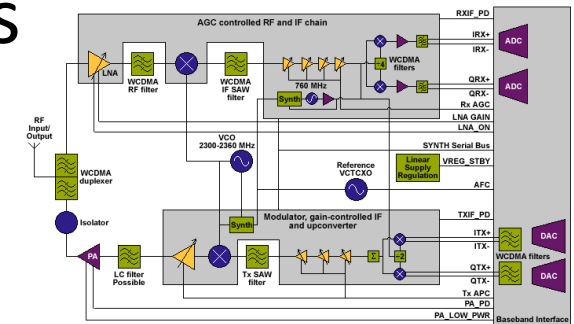 S
AGC controlled RF and IF chain
RXIF_PD
IRX+
IRX-
ADC
LNA
WCDMA
RF filter
WCDMA
IF SAW
filter
÷4
WCDMA
filters
760 MHz
Synth
QRX+
QRX-
ADC
Rx AGC
LNA GAIN
LNA_ON
RF
Input/
Output
VCO
2300-2360 MHz
SYNTH Serial Bus
Linear
Supply
Regulation
VREG_STBY
Reference
VCTCXO
AFC
WCDMA
duplexer
Isolator
Synth
Modulator, gain-controlled IF
and upconverter
TXIF_PD
ITX+
ITX-
DAC
WCDMA filters
PA
LC filter
Possible
Tx SAW
filter
Σ
÷2
QTX+
QTX-
DAC
Tx APC
PA_PD
PA_LOW_PWR
Baseband Interface